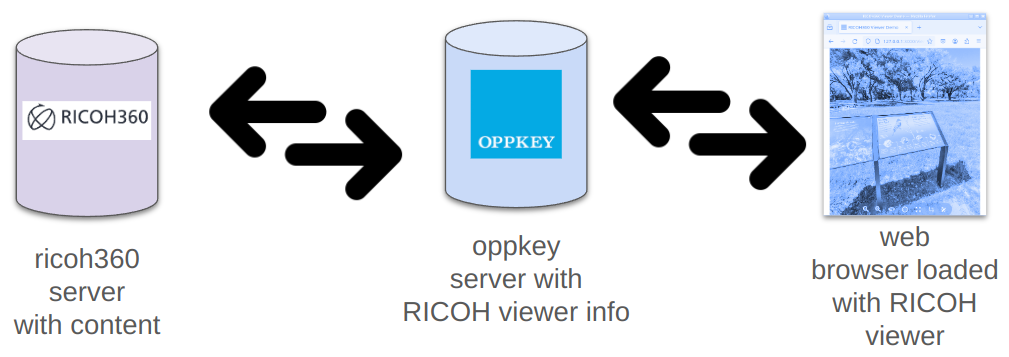 RICOH360
OPPKEY
ricoh360
server
with content
oppkey
server with
RICOH viewer info
web
browser loaded
with RICOH
viewer